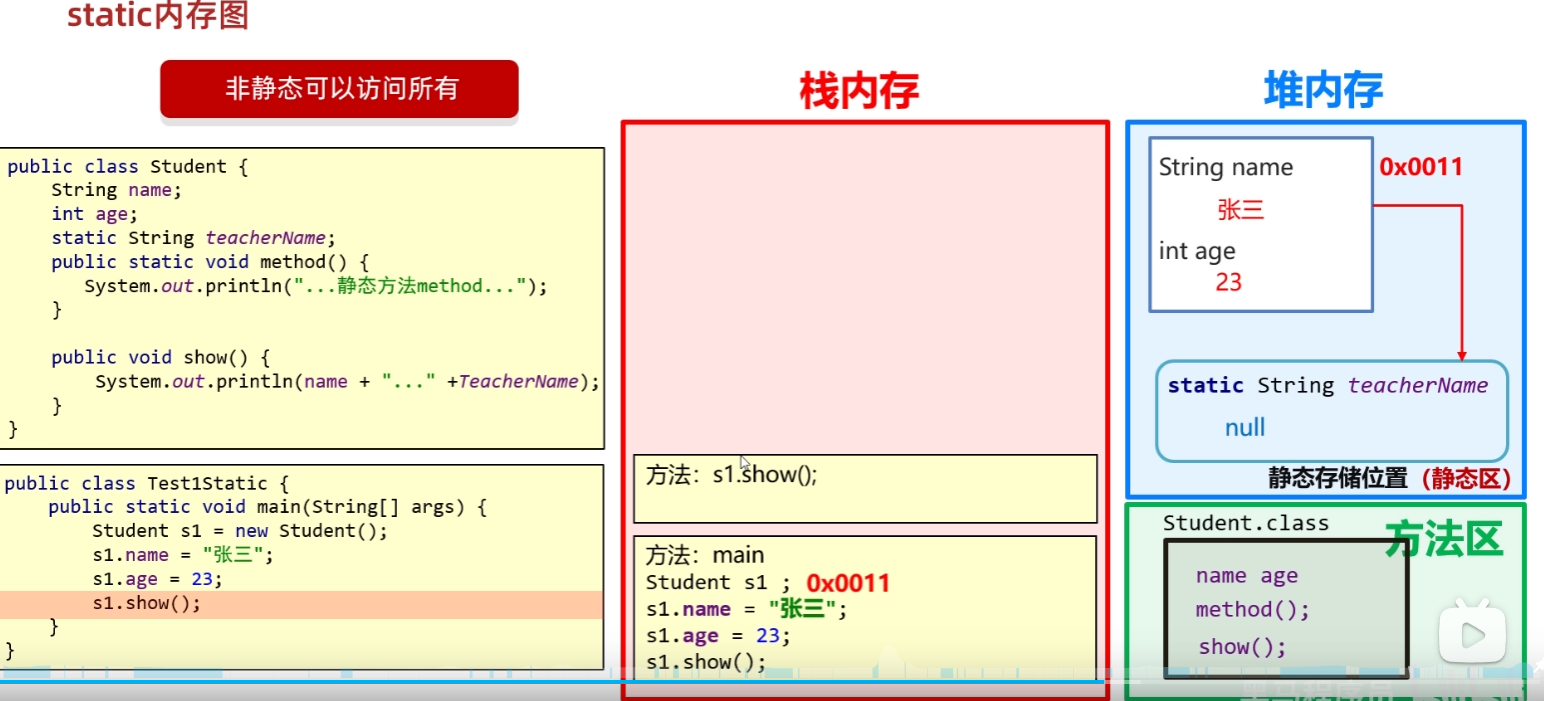 static内存图
非静态可以访问所有
public class Student {
String name;
int age;
static String teacherName;
public static void method() {
System.out.println("...静态方法method...");
}
public void show() {
System.out.println(name + "..." +TeacherName);
}
}
public class Test1Static {
public static void main(String[] args) {
Student s1 = new Student();
s1.name = "张三";
s1.age = 23;
s1.show();
}
}
栈内存
方法：s1.show();
方法：main
Student s1 ; 0x0011
s1.name = "张三";
s1.age = 23;
s1.show();
堆内存
String name
张三
int age
23
0x0011
static String teacherName
null
静态存储位置（静态区）
Student.class
方法区
name age
method();
show();